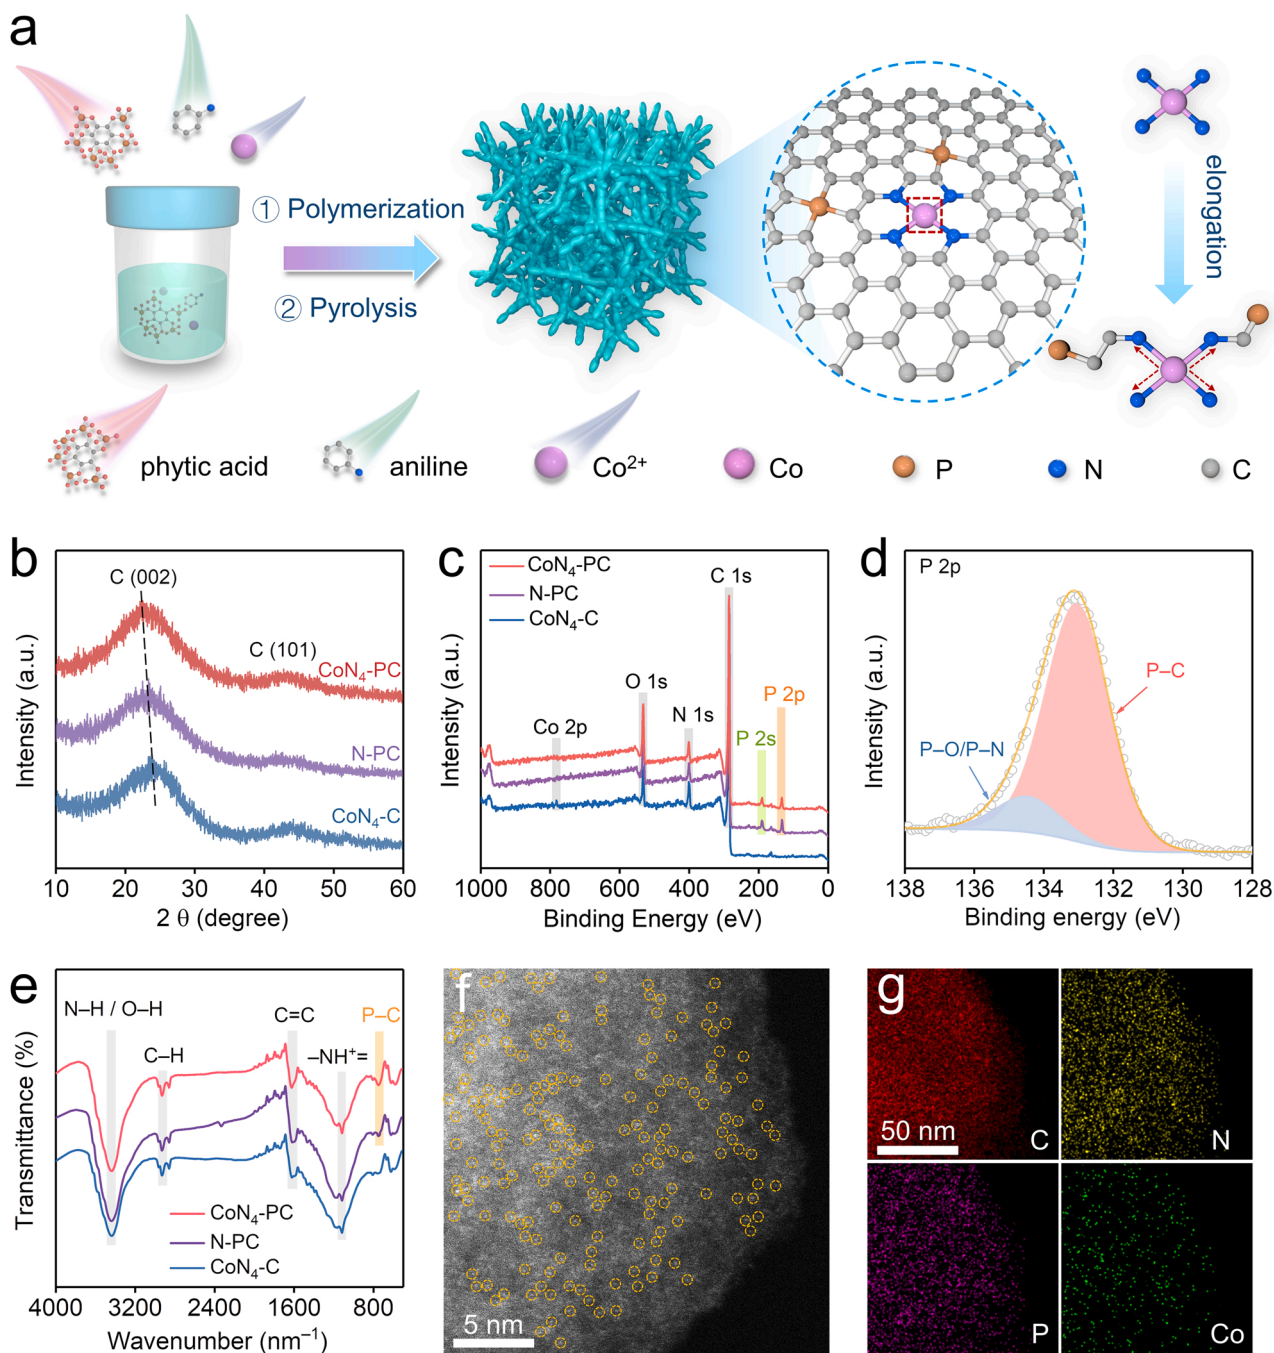 a
① Polymerization
② Pyrolysis
elongation
phytic acid
aniline
Co²⁺
Co
P
N
C
b
C (002)
C (101)
CoN₄-PC
N-PC
CoN₄-C
Intensity (a.u.)
10 20 30 40 50 60
2 θ (degree)
c
CoN₄-PC
N-PC
CoN₄-C
C 1s
O 1s
P 2p
N 1s
Co 2p
P 2s
Intensity (a.u.)
1000 800 600 400 200 0
Binding Energy (eV)
d
P 2p
P–C
P–O/P–N
Intensity (a.u.)
138 136 134 132 130 128
Binding energy (eV)
e
N–H / O–H
C=C
P–C
C–H
–NH⁺=
CoN₄-PC
N-PC
CoN₄-C
Transmittance (%)
4000 3200 2400 1600 800
Wavenumber (nm⁻¹)
f
5 nm
g
50 nm
C
N
P
Co